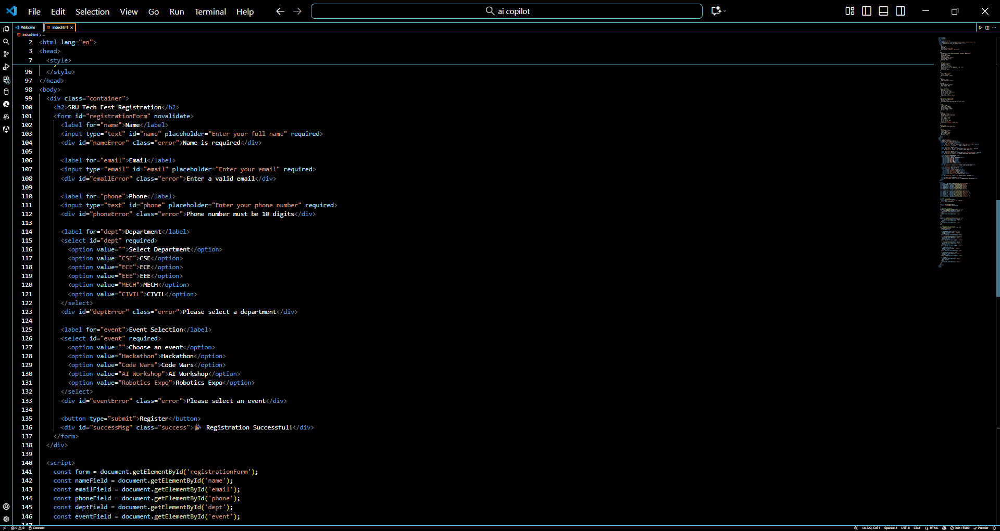 File Edit Selection View Go Run Terminal Help
ai copilot
Welcome
index.html
index.html > ...
2 <html lang="en">
3 <head>
7 <style>
96 </style>
97 </head>
98 <body>
99 <div class="container">
100 <h2>SRU Tech Fest Registration</h2>
101 <form id="registrationForm" novalidate>
102 <label for="name">Name</label>
103 <input type="text" id="name" placeholder="Enter your full name" required>
104 <div id="nameError" class="error">Name is required</div>
105
106 <label for="email">Email</label>
107 <input type="email" id="email" placeholder="Enter your email" required>
108 <div id="emailError" class="error">Enter a valid email</div>
109
110 <label for="phone">Phone</label>
111 <input type="text" id="phone" placeholder="Enter your phone number" required>
112 <div id="phoneError" class="error">Phone number must be 10 digits</div>
113
114 <label for="dept">Department</label>
115 <select id="dept" required>
116 <option value="">Select Department</option>
117 <option value="CSE">CSE</option>
118 <option value="ECE">ECE</option>
119 <option value="EEE">EEE</option>
120 <option value="MECH">MECH</option>
121 <option value="CIVIL">CIVIL</option>
122 </select>
123 <div id="deptError" class="error">Please select a department</div>
124
125 <label for="event">Event Selection</label>
126 <select id="event" required>
127 <option value="">Choose an event</option>
128 <option value="Hackathon">Hackathon</option>
129 <option value="Code Wars">Code Wars</option>
130 <option value="AI Workshop">AI Workshop</option>
131 <option value="Robotics Expo">Robotics Expo</option>
132 </select>
133 <div id="eventError" class="error">Please select an event</div>
134
135 <button type="submit">Register</button>
136 <div id="successMsg" class="success">🎉 Registration Successful!</div>
137 </form>
138 </div>
139
140 <script>
141 const form = document.getElementById('registrationForm');
142 const nameField = document.getElementById('name');
143 const emailField = document.getElementById('email');
144 const phoneField = document.getElementById('phone');
145 const deptField = document.getElementById('dept');
146 const eventField = document.getElementById('event');
0 0 Connect Ln 222, Col 1 Spaces: 4 UTF-8 CRLF HTML Port : 5500 Prettier